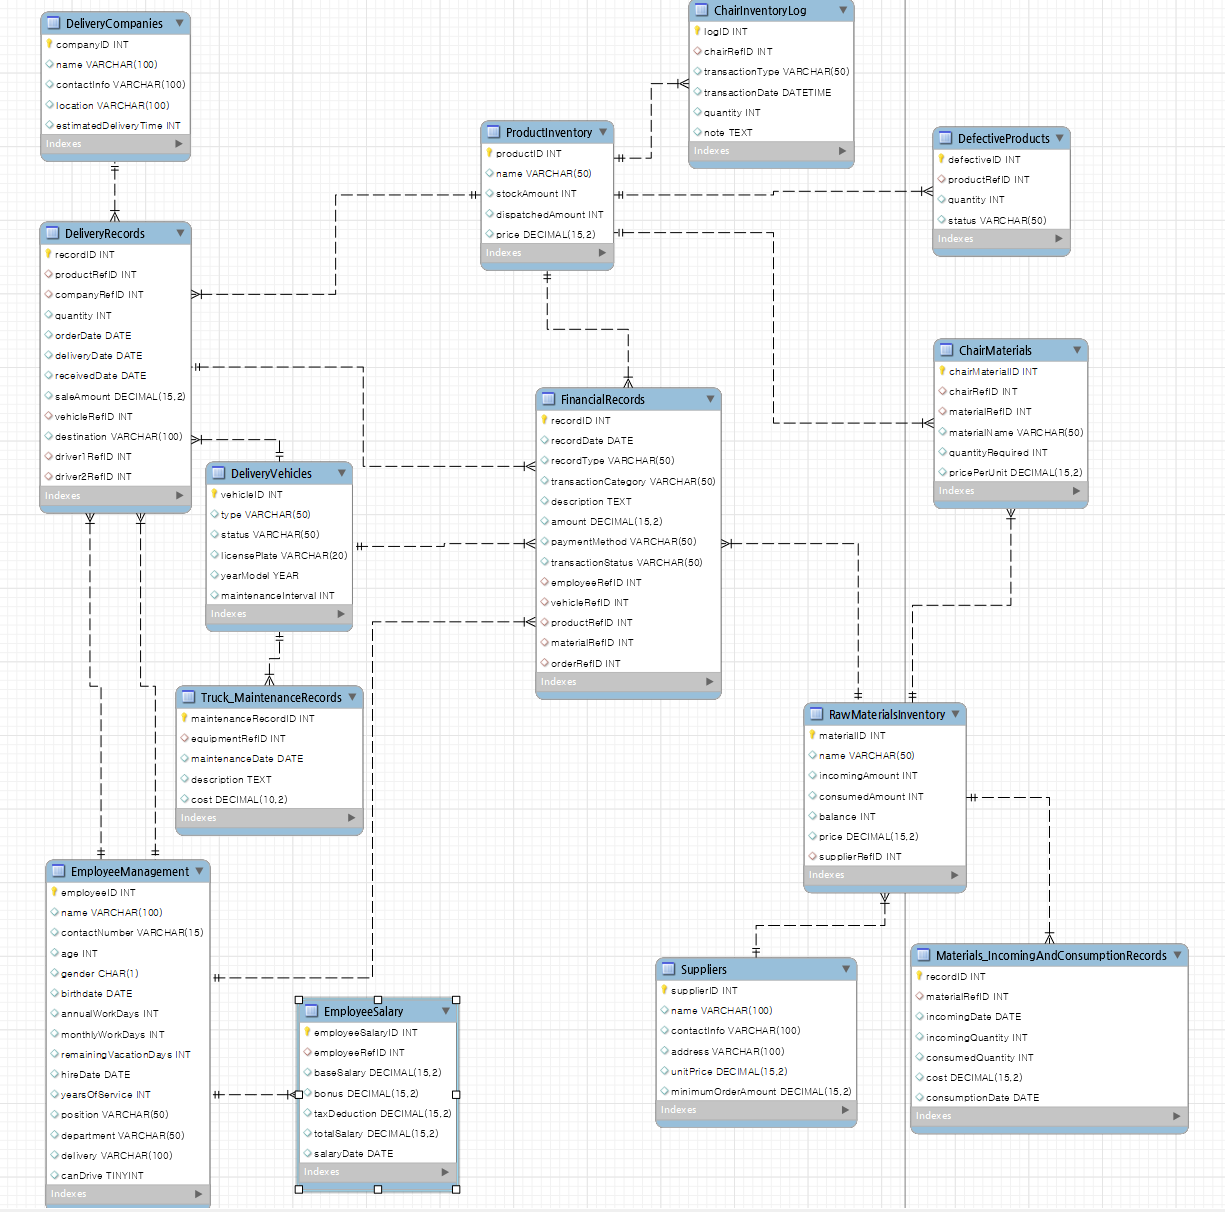 DeliveryCompanies
companyID INT
name VARCHAR(100)
contactInfo VARCHAR(100)
location VARCHAR(100)
estimatedDeliveryTime INT
Indexes
ChairInventoryLog
logID INT
chairRefID INT
transactionType VARCHAR(50)
transactionDate DATETIME
quantity INT
note TEXT
Indexes
ProductInventory
productID INT
name VARCHAR(50)
stockAmount INT
dispatchedAmount INT
price DECIMAL(15,2)
Indexes
DefectiveProducts
defectiveID INT
productRefID INT
quantity INT
status VARCHAR(50)
Indexes
DeliveryRecords
recordID INT
productRefID INT
companyRefID INT
quantity INT
orderDate DATE
deliveryDate DATE
receivedDate DATE
saleAmount DECIMAL(15,2)
vehicleRefID INT
destination VARCHAR(100)
driver1RefID INT
driver2RefID INT
Indexes
ChairMaterials
chairMaterialID INT
chairRefID INT
materialRefID INT
materialName VARCHAR(50)
quantityRequired INT
pricePerUnit DECIMAL(15,2)
Indexes
FinancialRecords
recordID INT
recordDate DATE
recordType VARCHAR(50)
transactionCategory VARCHAR(50)
description TEXT
amount DECIMAL(15,2)
paymentMethod VARCHAR(50)
transactionStatus VARCHAR(50)
employeeRefID INT
vehicleRefID INT
productRefID INT
materialRefID INT
orderRefID INT
Indexes
DeliveryVehicles
vehicleID INT
type VARCHAR(50)
status VARCHAR(50)
licensePlate VARCHAR(20)
yearModel YEAR
maintenanceInterval INT
Indexes
Truck_MaintenanceRecords
maintenanceRecordID INT
equipmentRefID INT
maintenanceDate DATE
description TEXT
cost DECIMAL(10,2)
Indexes
RawMaterialsInventory
materialID INT
name VARCHAR(50)
incomingAmount INT
consumedAmount INT
balance INT
price DECIMAL(15,2)
supplierRefID INT
Indexes
EmployeeManagement
employeeID INT
name VARCHAR(100)
contactNumber VARCHAR(15)
age INT
gender CHAR(1)
birthdate DATE
annualWorkDays INT
monthlyWorkDays INT
remainingVacationDays INT
hireDate DATE
yearsOfService INT
position VARCHAR(50)
department VARCHAR(50)
delivery VARCHAR(100)
canDrive TINYINT
Indexes
EmployeeSalary
employeeSalaryID INT
employeeRefID INT
baseSalary DECIMAL(15,2)
bonus DECIMAL(15,2)
taxDeduction DECIMAL(15,2)
totalSalary DECIMAL(15,2)
salaryDate DATE
Indexes
Suppliers
supplierID INT
name VARCHAR(100)
contactInfo VARCHAR(100)
address VARCHAR(100)
unitPrice DECIMAL(15,2)
minimumOrderAmount DECIMAL(15,2)
Indexes
Materials_IncomingAndConsumptionRecords
recordID INT
materialRefID INT
incomingDate DATE
incomingQuantity INT
consumedQuantity INT
cost DECIMAL(15,2)
consumptionDate DATE
Indexes